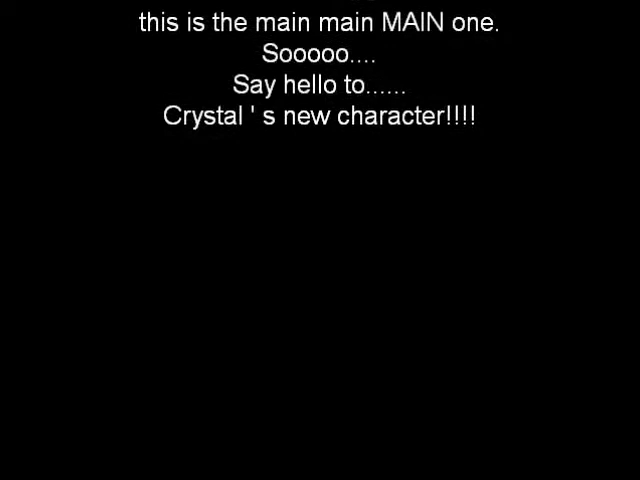 this is the main main MAIN one.
Sooooo....
Say hello to......
Crystal ' s new character!!!!